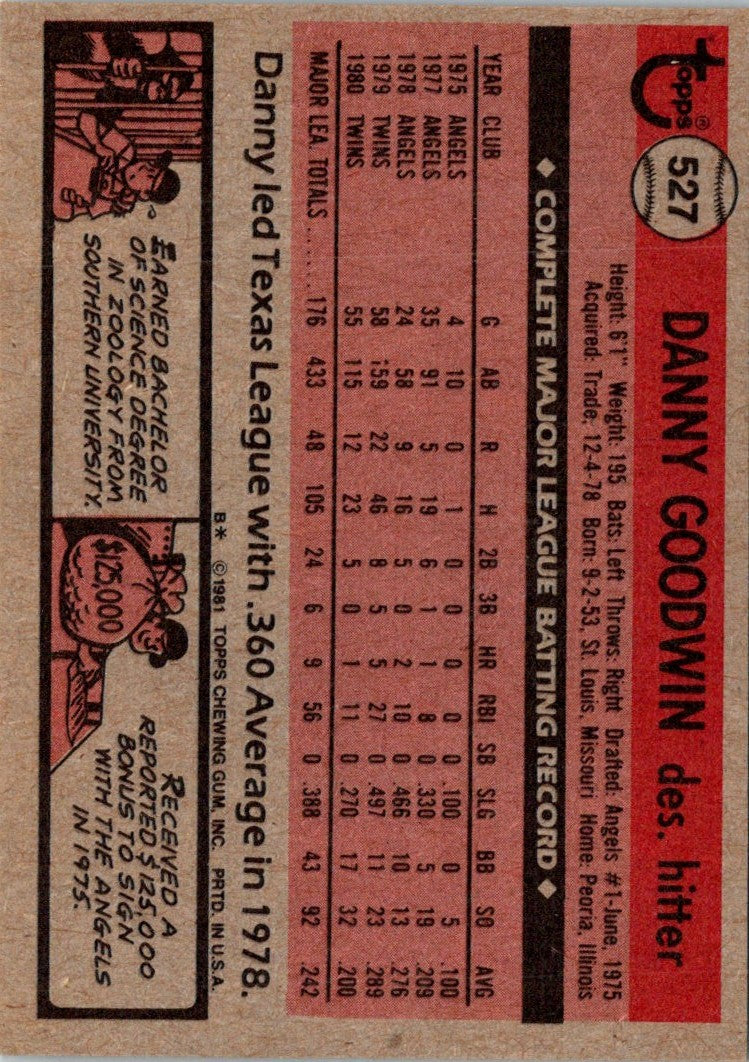 Topps®
527
DANNY GOODWIN des. hitter
Height: 6'1" Weight: 195 Bats: Left Throws: Right Drafted: Angels #1-June, 1975
Acquired: Trade, 12-4-78 Born: 9-2-53, St. Louis, Missouri Home: Peoria, Illinois
◆ COMPLETE MAJOR LEAGUE BATTING RECORD ◆
YEAR CLUB G AB R H 2B 3B HR RBI SB SLG BB SO AVG
1975 ANGELS 4 10 0 1 0 0 0 0 0 .100 0 5 .100
1977 ANGELS 35 91 5 19 6 1 1 8 0 .330 5 19 .209
1978 ANGELS 24 58 9 16 5 0 2 10 0 .466 10 13 .276
1979 TWINS 58 159 22 46 8 5 5 27 0 .497 11 23 .289
1980 TWINS 55 115 12 23 5 0 1 11 0 .270 17 32 .200
MAJOR LEA. TOTALS ...... 176 433 48 105 24 6 9 56 0 .388 43 92 .242
Danny led Texas League with .360 Average in 1978.
B* ©1981 TOPPS CHEWING GUM, INC. PRTD. IN U.S.A.
EARNED BACHELOR
OF SCIENCE DEGREE
IN ZOOLOGY FROM
SOUTHERN UNIVERSITY.
$125,000
RECEIVED A
REPORTED $125,000
BONUS TO SIGN
WITH THE ANGELS
IN 1975.